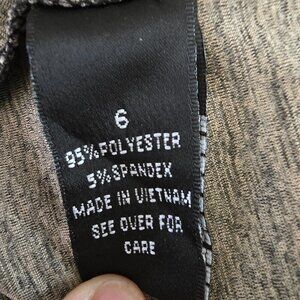 6
95%POLYESTER
5%SPANDEX
MADE IN VIETNAM
SEE OVER FOR
CARE